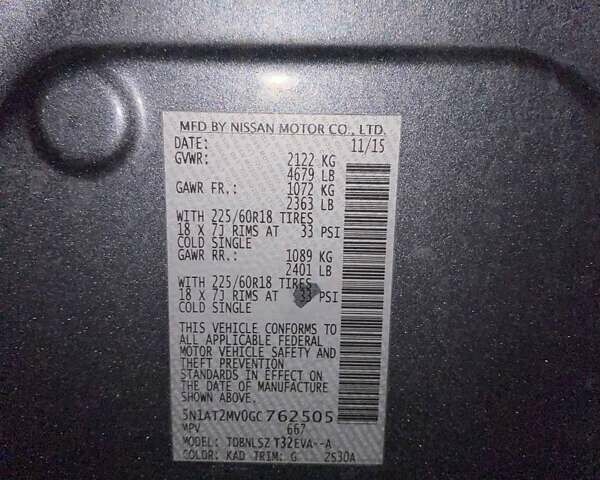 MFD BY NISSAN MOTOR CO., LTD.
DATE: 11/15
GVWR: 2122 KG
4679 LB
GAWR FR.: 1072 KG
2363 LB
WITH 225/60R18 TIRES
18 X 7J RIMS AT 33 PSI
COLD SINGLE
GAWR RR.: 1089 KG
2401 LB
WITH 225/60R18 TIRES
18 X 7J RIMS AT 33 PSI
COLD SINGLE
THIS VEHICLE CONFORMS TO
ALL APPLICABLE FEDERAL
MOTOR VEHICLE SAFETY AND
THEFT PREVENTION
STANDARDS IN EFFECT ON
THE DATE OF MANUFACTURE
SHOWN ABOVE.
5N1AT2MV0GC762505
MPV 667
MODEL: TDBNLSZ T32EVA--A
COLOR: KAD TRIM: G 2S30A